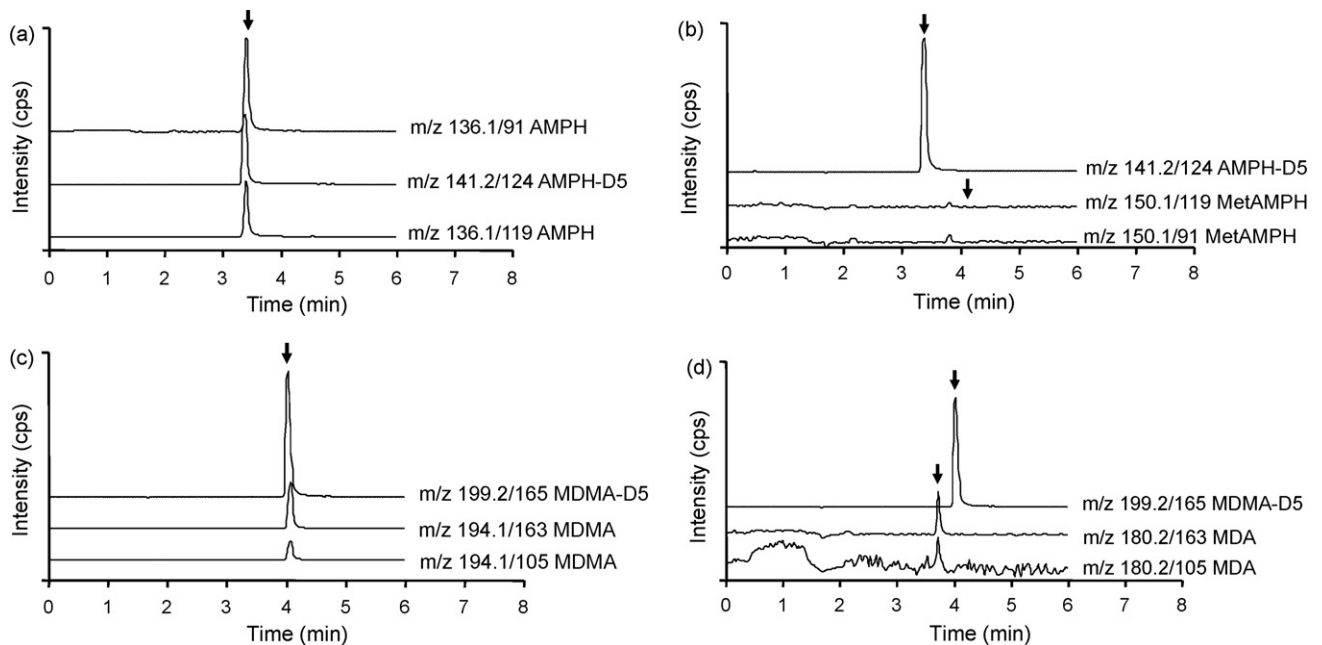 (a)
Intensity (cps)
m/z 136.1/91 AMPH
m/z 141.2/124 AMPH-D5
m/z 136.1/119 AMPH
0 1 2 3 4 5 6 7 8
Time (min)
(b)
Intensity (cps)
m/z 141.2/124 AMPH-D5
m/z 150.1/119 MetAMPH
m/z 150.1/91 MetAMPH
0 1 2 3 4 5 6 7 8
Time (min)
(c)
Intensity (cps)
m/z 199.2/165 MDMA-D5
m/z 194.1/163 MDMA
m/z 194.1/105 MDMA
0 1 2 3 4 5 6 7 8
Time (min)
(d)
Intensity (cps)
m/z 199.2/165 MDMA-D5
m/z 180.2/163 MDA
m/z 180.2/105 MDA
0 1 2 3 4 5 6 7 8
Time (min)